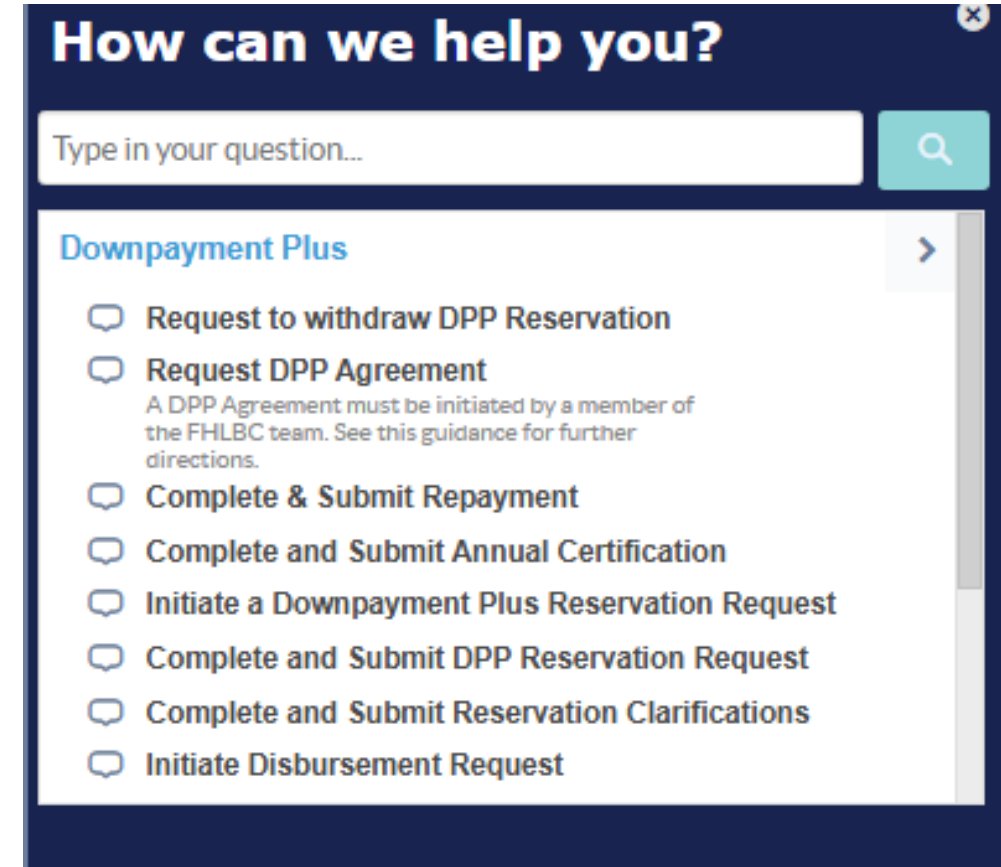 How can we help you?
Type in your question...
Downpayment Plus
Request to withdraw DPP Reservation
Request DPP Agreement
A DPP Agreement must be initiated by a member of
the FHLBC team. See this guidance for further
directions.
Complete & Submit Repayment
Complete and Submit Annual Certification
Initiate a Downpayment Plus Reservation Request
Complete and Submit DPP Reservation Request
Complete and Submit Reservation Clarifications
Initiate Disbursement Request